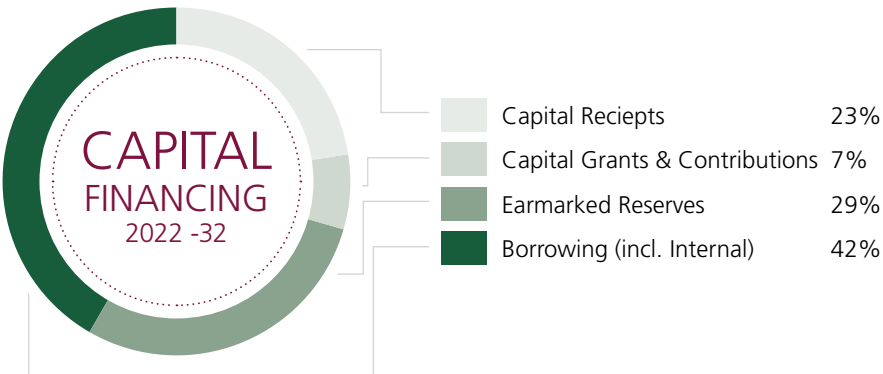 CAPITAL
FINANCING
2022 -32
Capital Reciepts 23%
Capital Grants & Contributions 7%
Earmarked Reserves 29%
Borrowing (incl. Internal) 42%